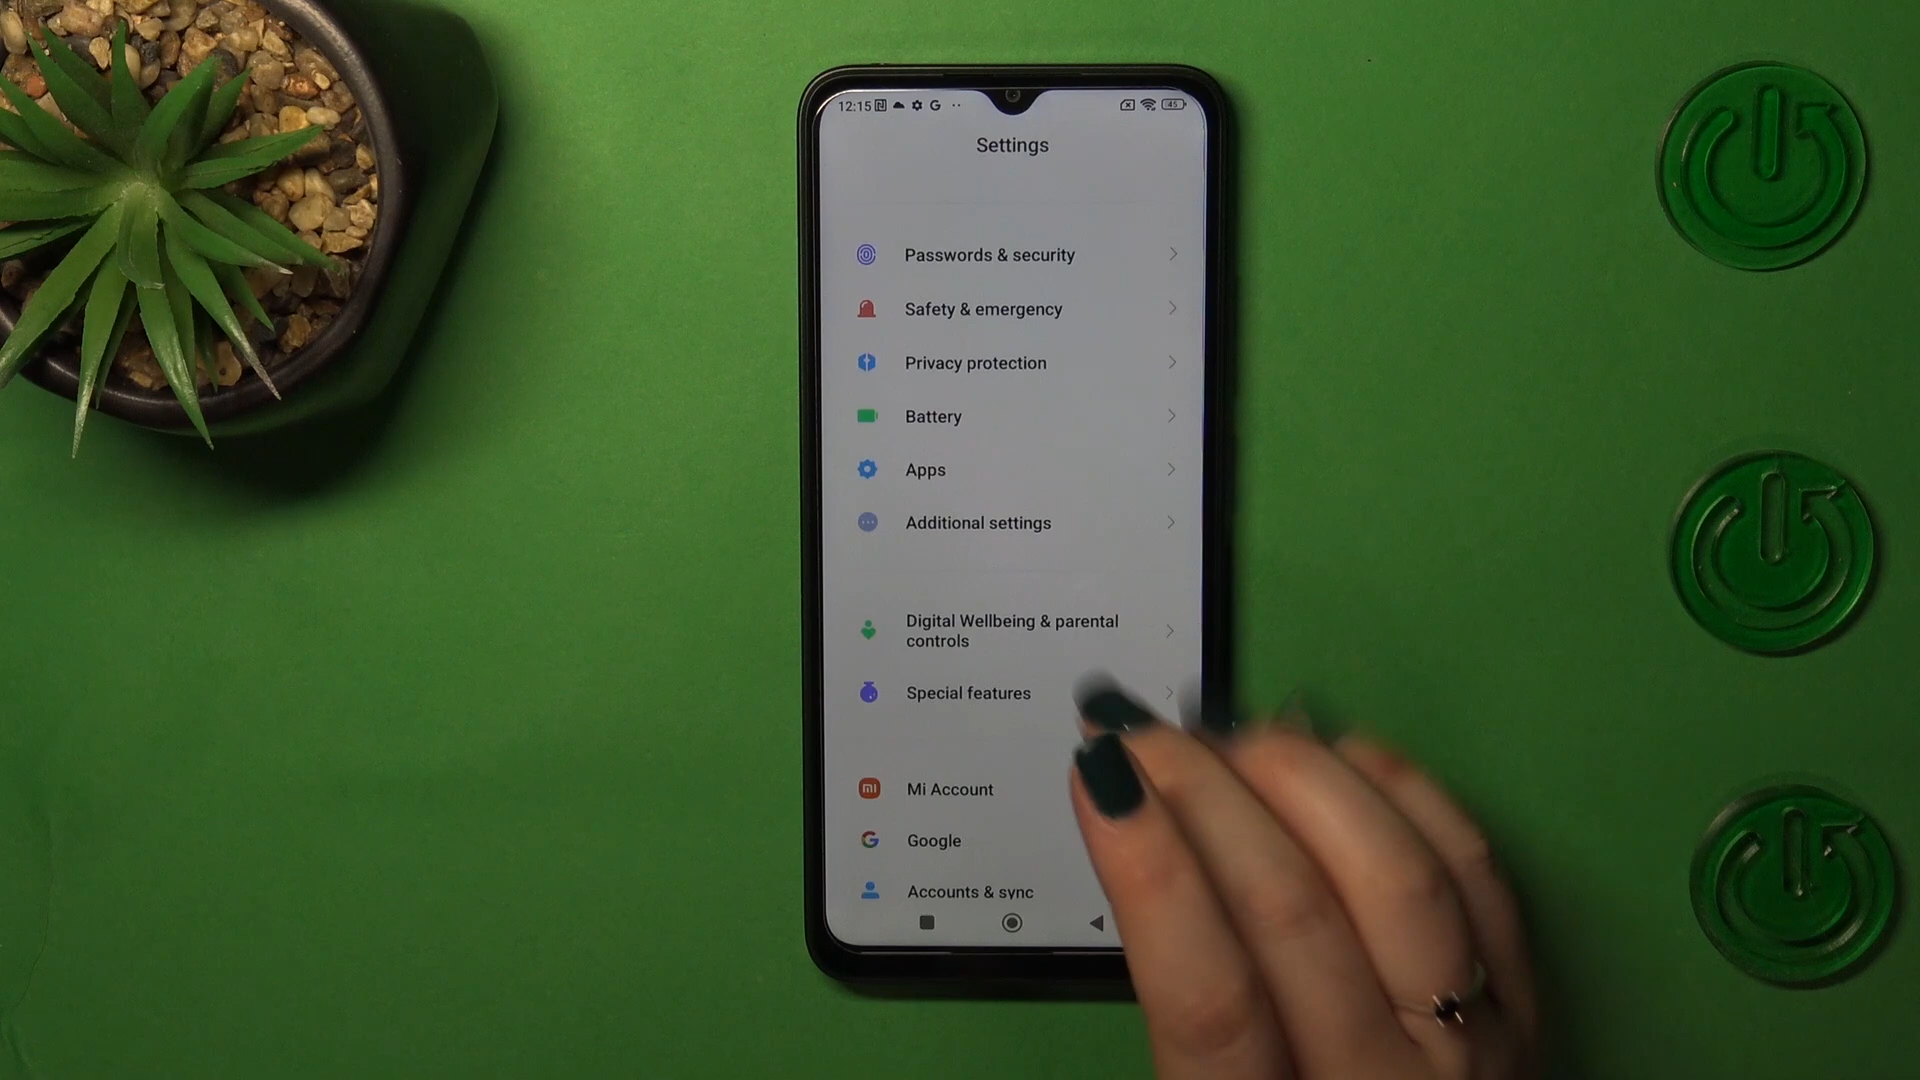 12:15
45
Settings
Passwords & security
Safety & emergency
Privacy protection
Battery
Apps
Additional settings
Digital Wellbeing & parental
controls
Special features
Mi Account
Google
Accounts & sync